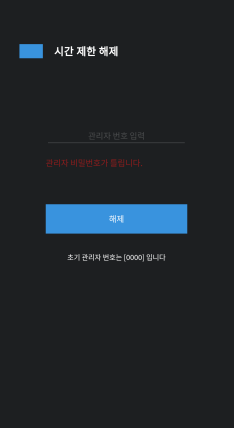 시간 제한 해제
관리자 번호 입력
관리자 비밀번호가 틀립니다.
해제
초기 관리자 번호는 [0000] 입니다